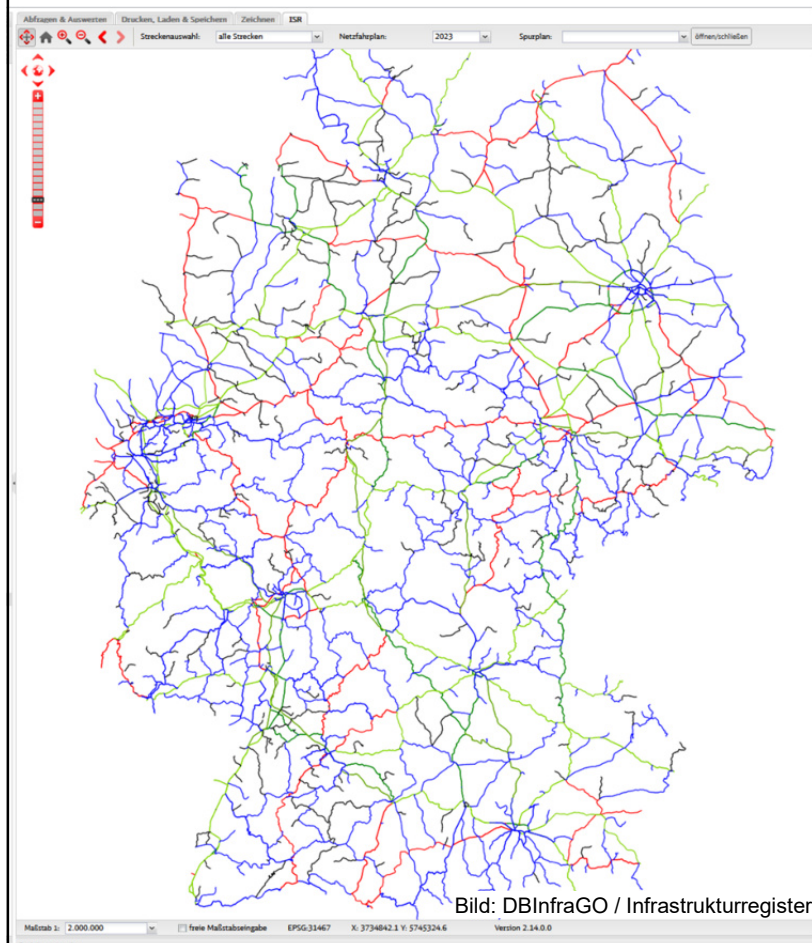 Abfragen & Auswerten Drucken, Laden & Speichern Zeichnen ISR
Streckenauswahl: alle Strecken Netzfahrplan: 2023 Spurplan: öffnen/schließen
Bild: DBInfraGO / Infrastrukturregister
Maßstab 1: 2.000.000 freie Maßstabseingabe EPSG:31467 X: 3734842.1 Y: 5745324.6 Version 2.14.0.0